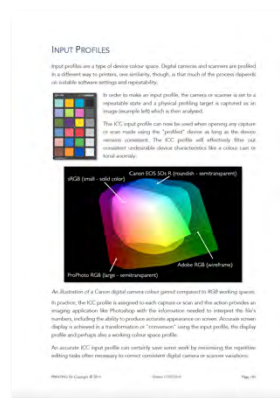 INPUT PROFILES
Input profiles are a type of device colour space. Digital cameras and scanners are profiled
in a different way to printers, one similarity, though, is that much of the process depends
on suitable software settings and repeatability.
In order to make an input profile, the camera or scanner is set to a
repeatable state and a physical profiling target is captured as an
image (example left) which is then analysed.
This ICC input profile can now be used when opening any capture
or scan made using the "profiled" device as long as the device
remains consistent. The ICC profile will effectively filter out
consistent undesirable device characteristics like a colour cast or
tonal anomaly.
sRGB (small - solid color)
Canon EOS 5Ds R (roundish - semitransparent)
Adobe RGB (wireframe)
ProPhoto RGB (large - semitransparent)
An illustration of a Canon digital camera colour gamut compared to RGB working spaces.
In practice, the ICC profile is assigned to each capture or scan and this action provides an
imaging application like Photoshop with the information needed to interpret the file's
numbers, including the ability to produce accurate appearance on screen. Accurate screen
display is achieved in a transformation or "conversion" using the input profile, the display
profile and perhaps also a working colour space profile.
An accurate ICC input profile can certainly save some work by minimising the repetitive
editing tasks often necessary to correct consistent digital camera or scanner variations.